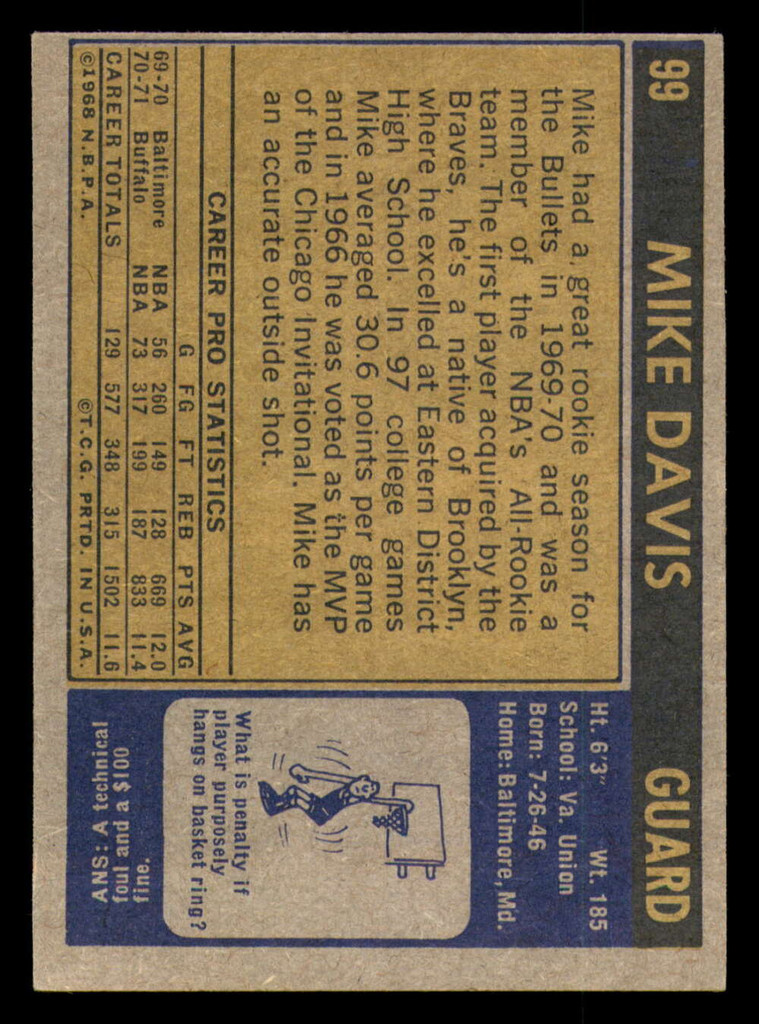 99 MIKE DAVIS GUARD
Mike had a great rookie season for
the Bullets in 1969-70 and was a
member of the NBA's All-Rookie
team. The first player acquired by the
Braves, he's a native of Brooklyn,
where he excelled at Eastern District
High School. In 97 college games
Mike averaged 30.6 points per game
and in 1966 he was voted as the MVP
of the Chicago Invitational. Mike has
an accurate outside shot.
CAREER PRO STATISTICS
G FG FT REB PTS AVG
69-70 Baltimore NBA 56 260 149 128 669 12.0
70-71 Buffalo NBA 73 317 199 187 833 11.4
CAREER TOTALS 129 577 348 315 1502 11.6
©1968 N.B.P.A. ©T.C.G. PRTD. IN U.S.A.
Ht. 6'3" Wt. 185
School: Va. Union
Born: 7-26-46
Home: Baltimore, Md.
What is penalty if
player purposely
hangs on basket ring?
ANS: A technical
foul and a $100
fine.